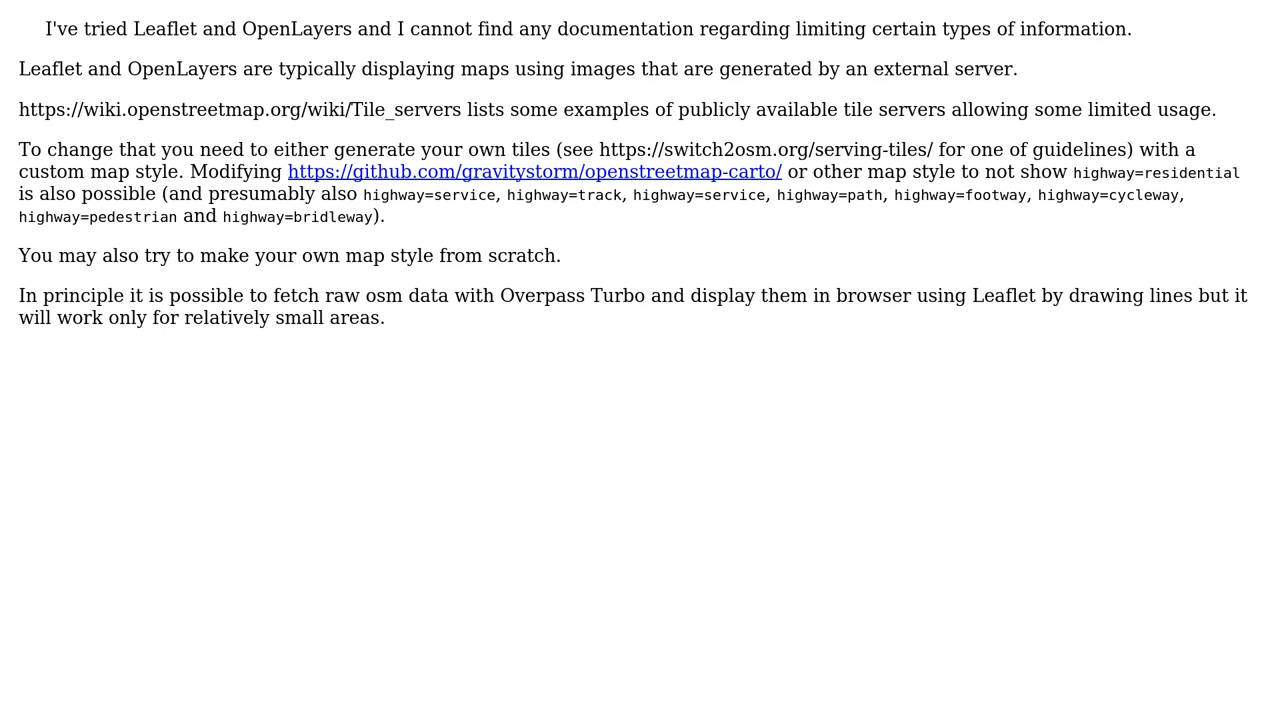 I've tried Leaflet and OpenLayers and I cannot find any documentation regarding limiting certain types of information.
Leaflet and OpenLayers are typically displaying maps using images that are generated by an external server.
https://wiki.openstreetmap.org/wiki/Tile_servers lists some examples of publicly available tile servers allowing some limited usage.
To change that you need to either generate your own tiles (see https://switch2osm.org/serving-tiles/ for one of guidelines) with a
custom map style. Modifying https://github.com/gravitystorm/openstreetmap-carto/ or other map style to not show highway=residential
is also possible (and presumably also highway=service, highway=track, highway=service, highway=path, highway=footway, highway=cycleway,
highway=pedestrian and highway=bridleway).
You may also try to make your own map style from scratch.
In principle it is possible to fetch raw osm data with Overpass Turbo and display them in browser using Leaflet by drawing lines but it
will work only for relatively small areas.